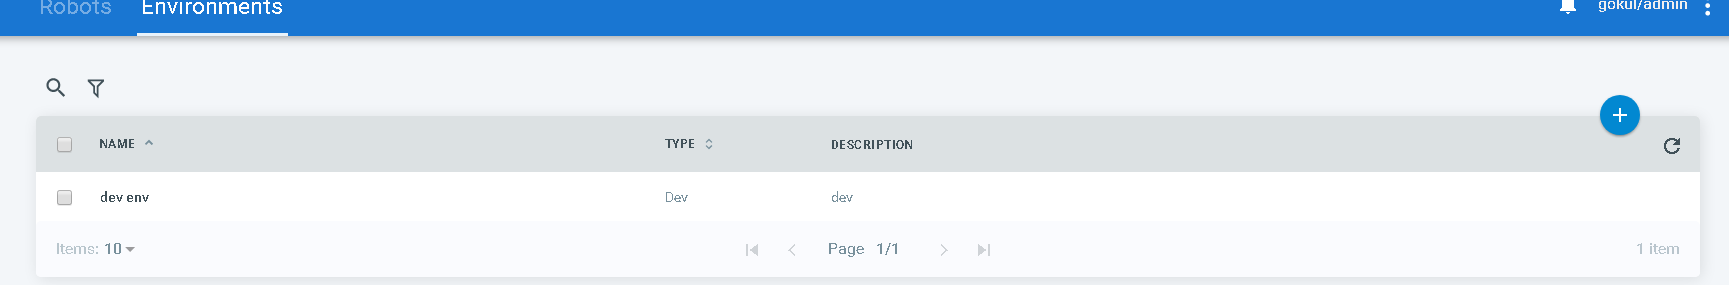 Robots Environments gokul/admin
NAME TYPE DESCRIPTION
dev env Dev dev
Items: 10 Page 1/1 1 item